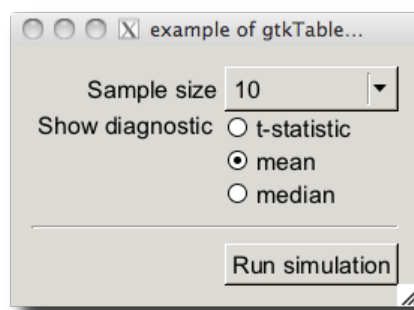 example of gtkTable...
Sample size 10
Show diagnostic t-statistic
mean
median
Run simulation